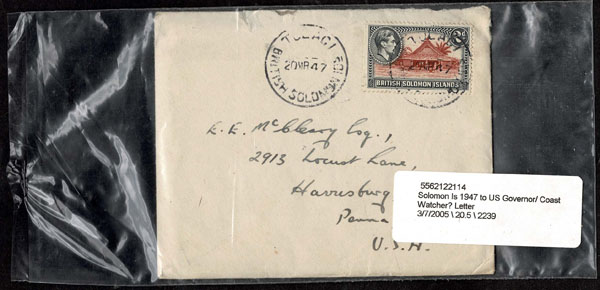 TULAGI
20 MR 47
BRITISH SOLOMON
2d
BRITISH SOLOMON ISLANDS
E. E. McCleary Esq.,
2913 Locust Lane,
Harrisburg
Penna
U.S.A.
5562122114
Solomon Is 1947 to US Governor/ Coast
Watcher? Letter
3/7/2005 \ 20.5 \ 2239